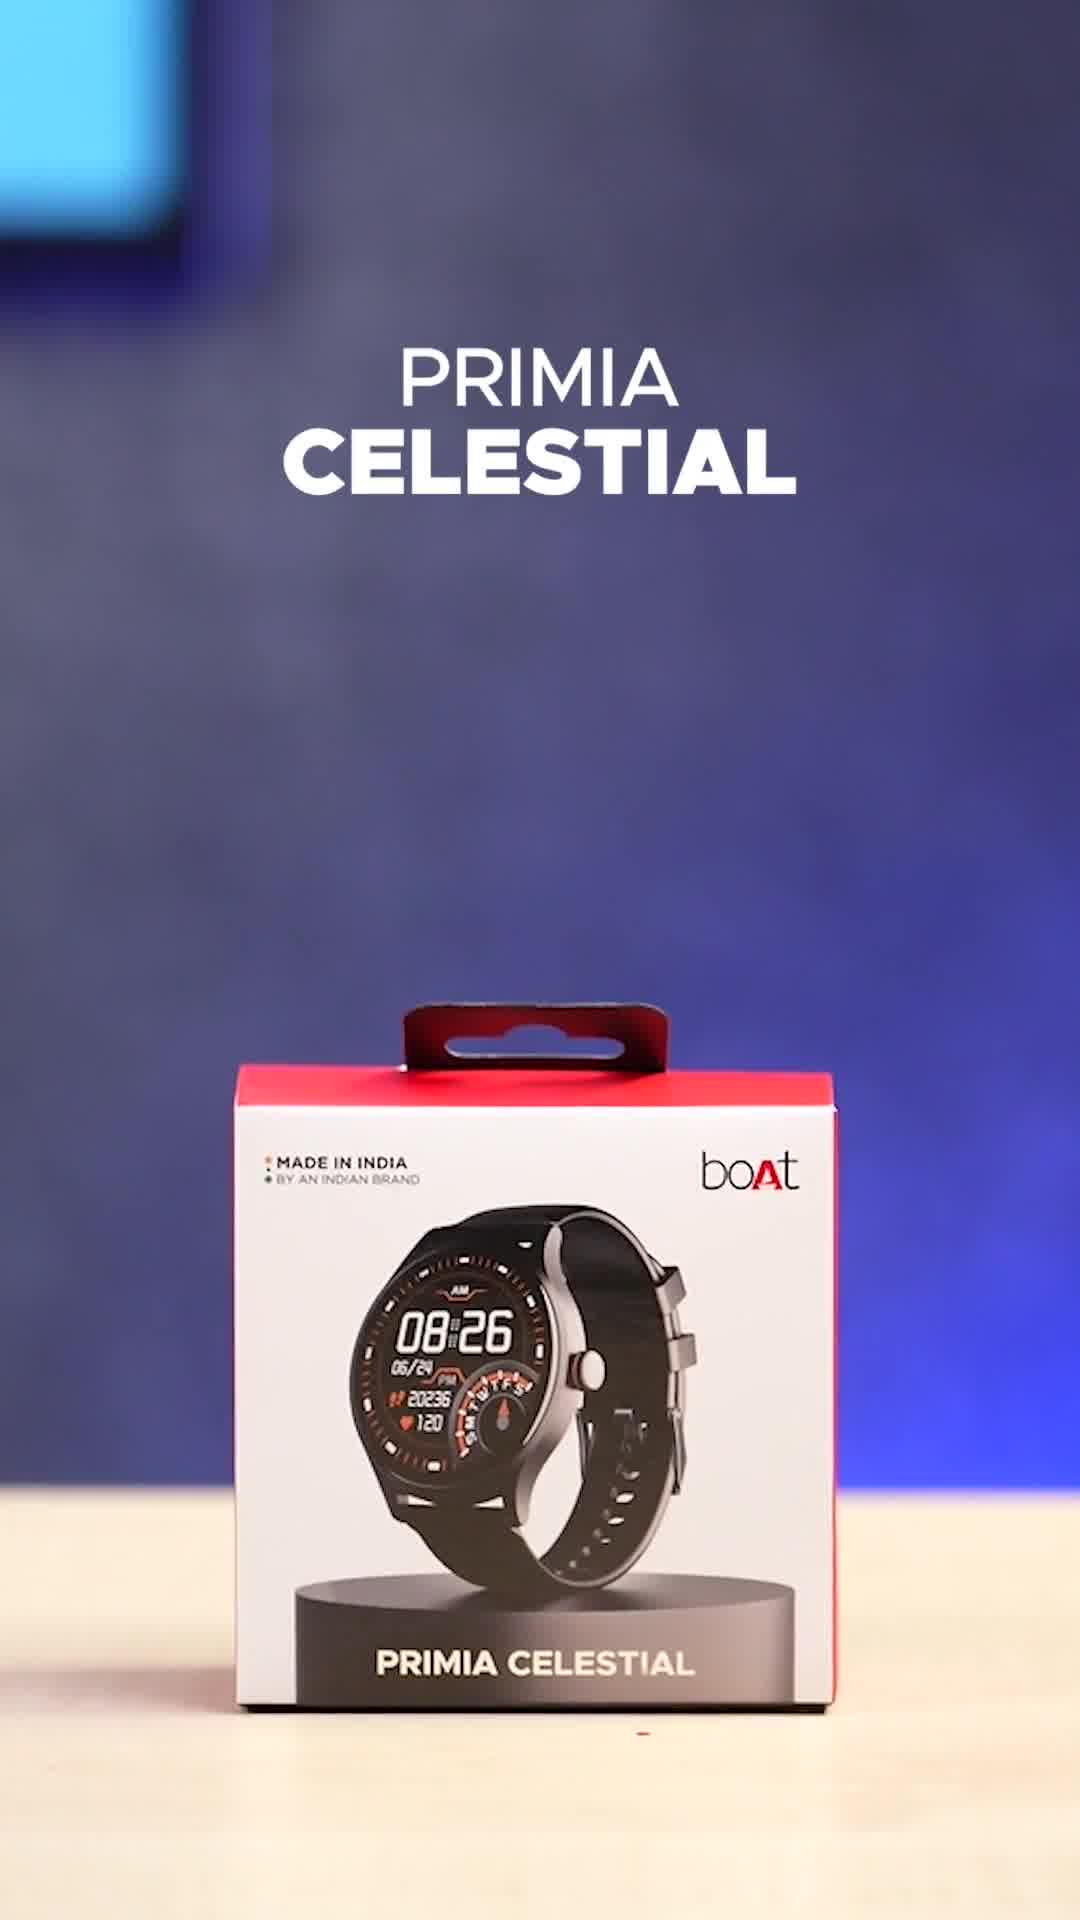 PRIMIA
CELESTIAL
MADE IN INDIA
BY AN INDIAN BRAND
boAt
AM
08:26
06/24
PM
20236
120
S M T W T F S
PRIMIA CELESTIAL